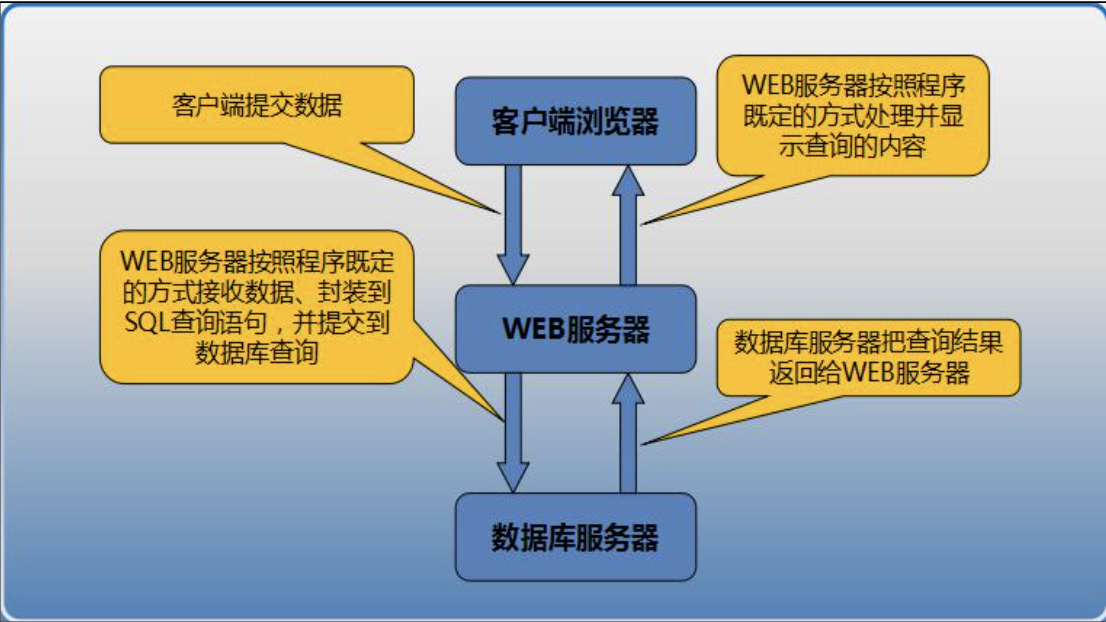 客户端提交数据
客户端浏览器
WEB服务器按照程序
既定的方式处理并显
示查询的内容
WEB服务器按照程序既定
的方式接收数据、封装到
SQL查询语句，并提交到
数据库查询
WEB服务器
数据库服务器把查询结果
返回给WEB服务器
数据库服务器